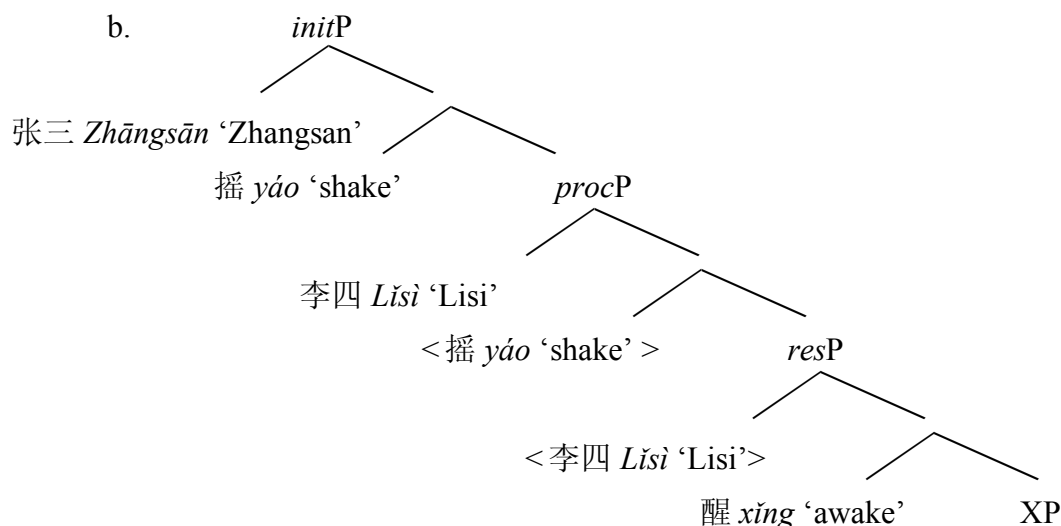 b. initP
张三 Zhāngsān ‘Zhangsan’
摇 yáo ‘shake’ procP
李四 Lǐsì ‘Lisi’
<摇 yáo ‘shake’ > resP
<李四 Lǐsì ‘Lisi’>
醒 xǐng ‘awake’ XP